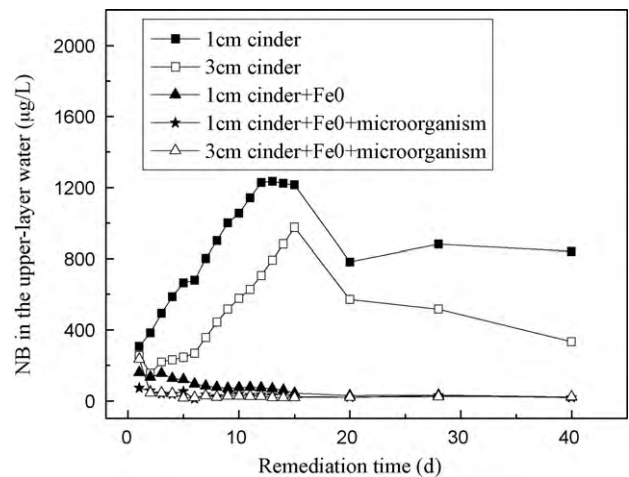 2000
1600
1200
800
400
0
NB in the upper-layer water (μg/L)
1cm cinder
3cm cinder
1cm cinder+Fe0
1cm cinder+Fe0+microorganism
3cm cinder+Fe0+microorganism
0 10 20 30 40
Remediation time (d)